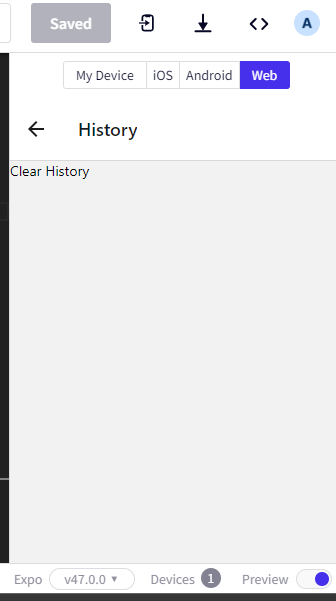 Saved
A
My Device iOS Android Web
History
Clear History
Expo v47.0.0 Devices 1 Preview